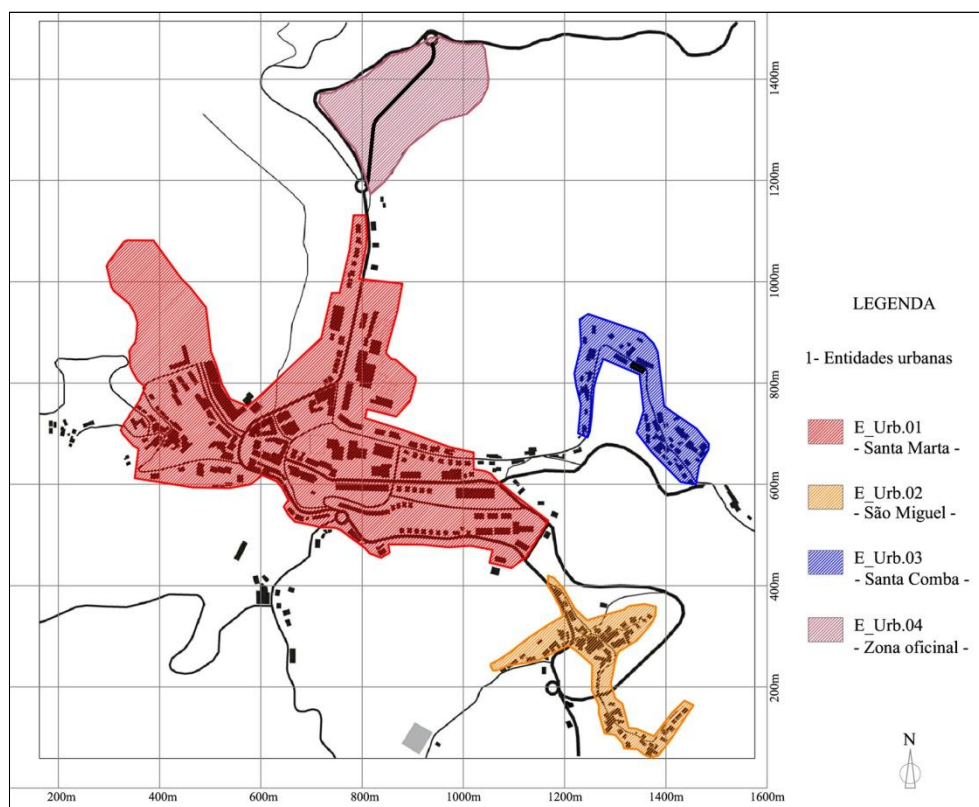 1400m
1200m
1000m
800m
600m
400m
200m
200m 400m 600m 800m 1000m 1200m 1400m 1600m
LEGENDA
1- Entidades urbanas
E_Urb.01
- Santa Marta -
E_Urb.02
- São Miguel -
E_Urb.03
- Santa Comba -
E_Urb.04
- Zona oficinal -
N